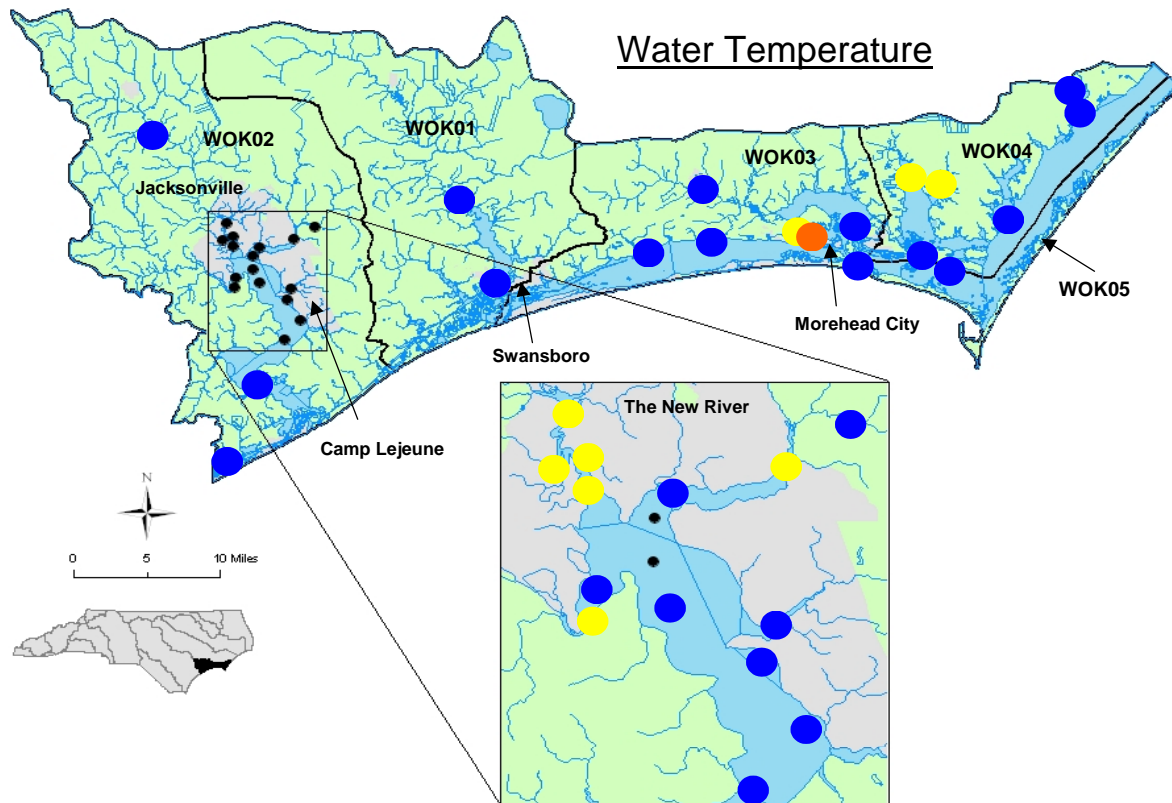 Water Temperature
WOK01
WOK02
WOK03
WOK04
Jacksonville
WOK05
Morehead City
Swansboro
The New River
Camp Lejeune
N
0 5 10 Miles